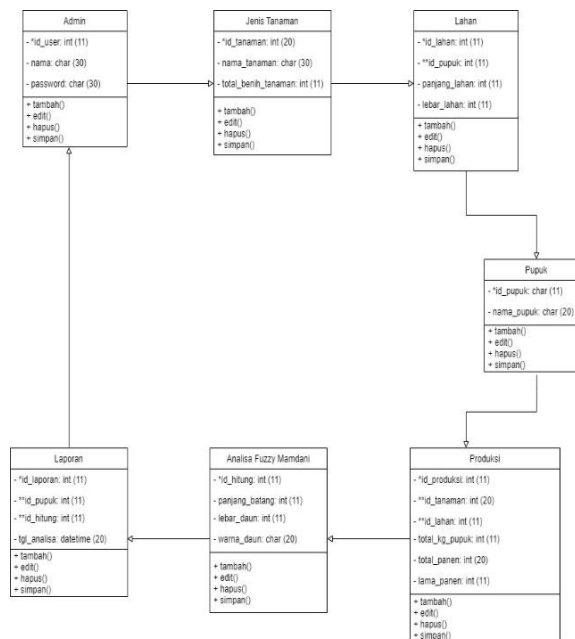 Admin
- *id_user: int (11)
- nama: char (30)
- password: char (30)
+ tambah()
+ edit()
+ hapus()
+ simpan()
Jenis Tanaman
- *id_tanaman: int (20)
- nama_tanaman: char (30)
- total_benih_tanaman: int (11)
+ tambah()
+ edit()
+ hapus()
+ simpan()
Lahan
- *id_lahan: int (11)
- **id_pupuk: int (11)
- panjang_lahan: int (11)
- lebar_lahan: int (11)
+ tambah()
+ edit()
+ hapus()
+ simpan()
Pupuk
- *id_pupuk: char (11)
- nama_pupuk: char (20)
+ tambah()
+ edit()
+ hapus()
+ simpan()
Laporan
- *id_laporan: int (11)
- **id_pupuk: int (11)
- **id_hitung: int (11)
- tgl_analisa: datetime (20)
+ tambah()
+ edit()
+ hapus()
+ simpan()
Analisa Fuzzy Mamdani
- *id_hitung: int (11)
- panjang_batang: int (11)
- lebar_daun: int (11)
- warna_daun: char (20)
+ tambah()
+ edit()
+ hapus()
+ simpan()
Produksi
- *id_produksi: int (11)
- **id_tanaman: int (20)
- **id_lahan: int (11)
- total_kg_pupuk: int (11)
- total_panen: int (20)
- lama_panen: int (11)
+ tambah()
+ edit()
+ hapus()
+ simpan()